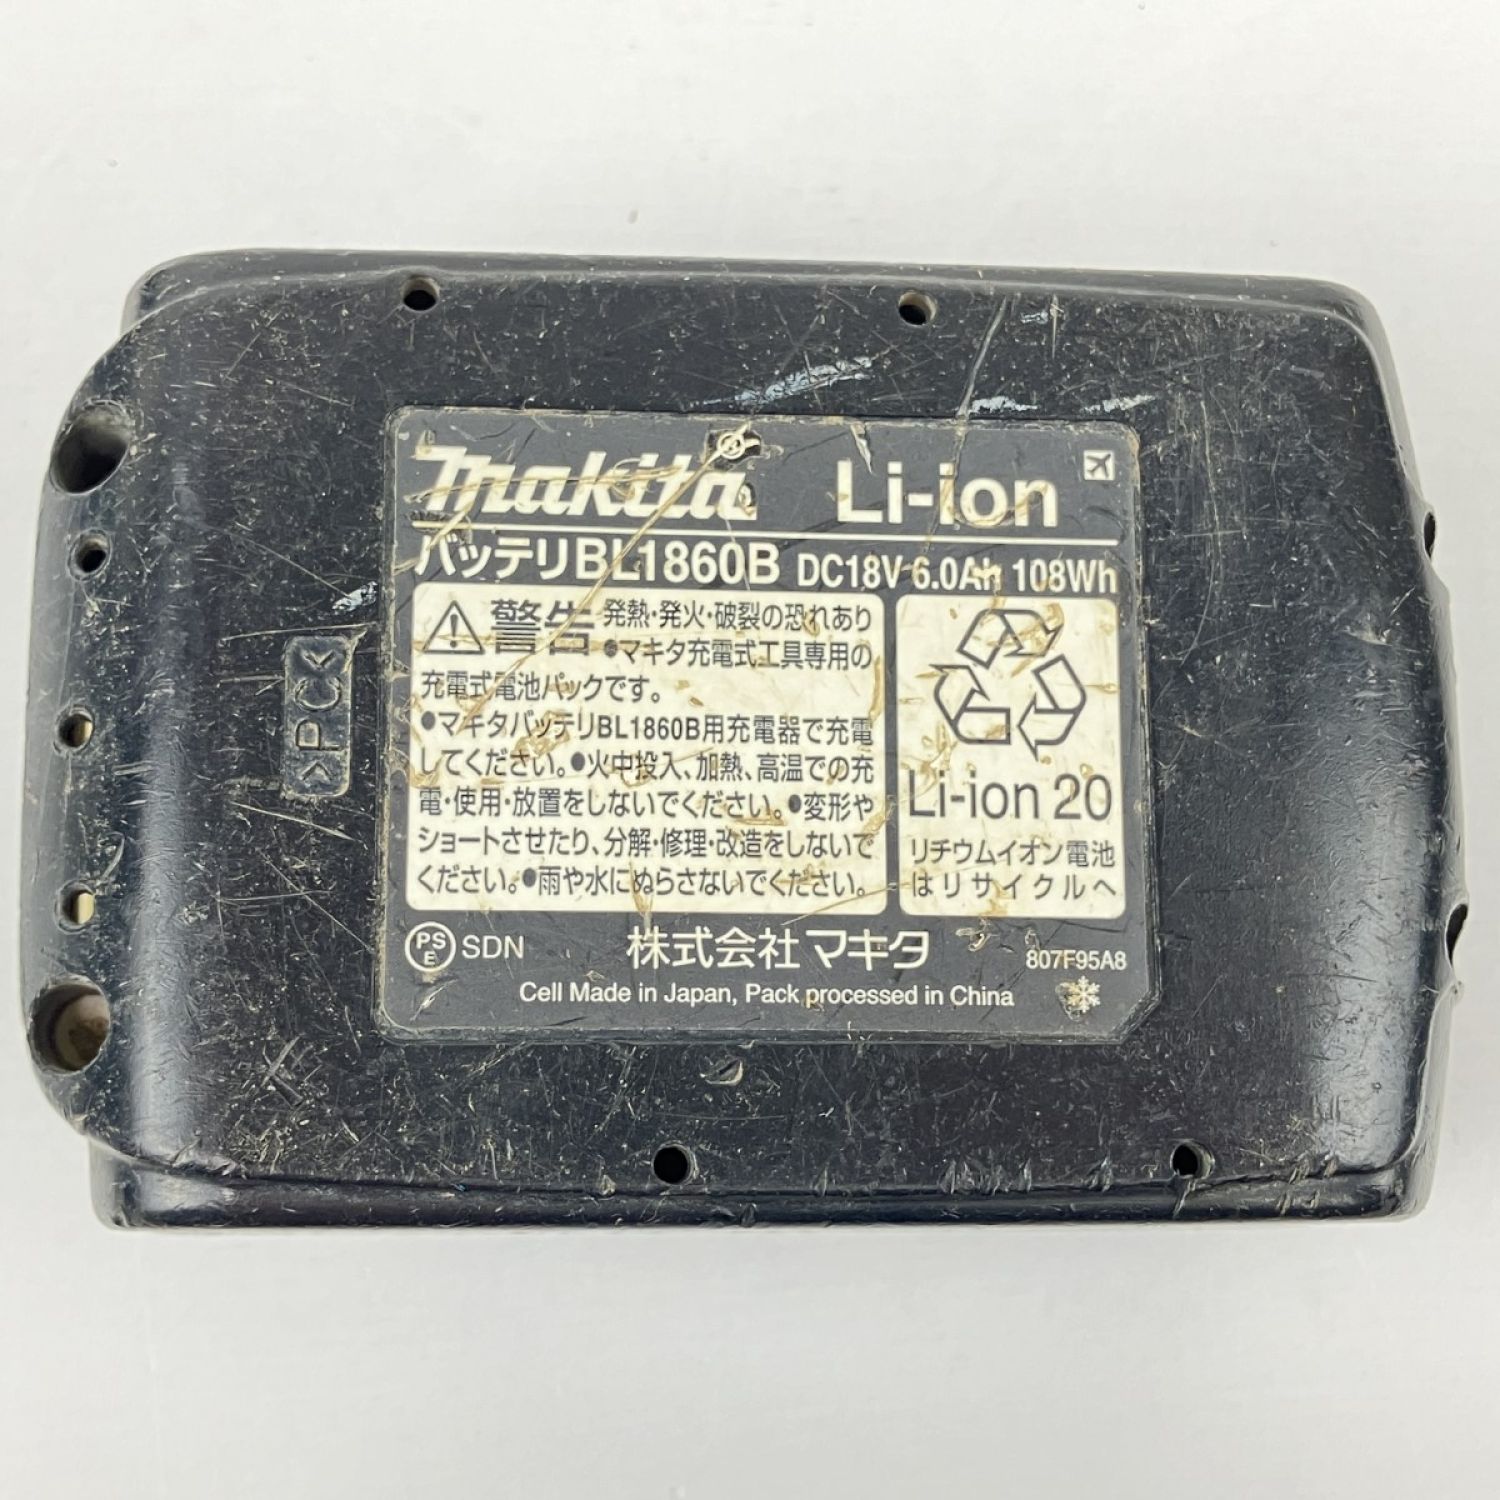 makita Li-ion
バッテリBL1860B DC18V 6.0Ah 108Wh
警告 発熱・発火・破裂の恐れあり
●マキタ充電式工具専用の
充電式電池パックです。
●マキタバッテリBL1860B用充電器で充電
してください。●火中投入、加熱、高温での充
電・使用・放置をしないでください。●変形や
ショートさせたり、分解・修理・改造をしないで
ください。●雨や水にぬらさないでください。
Li-ion 20
リチウムイオン電池
はリサイクルへ
PSE SDN 株式会社マキタ 807F95A8
Cell Made in Japan, Pack processed in China
>PC<